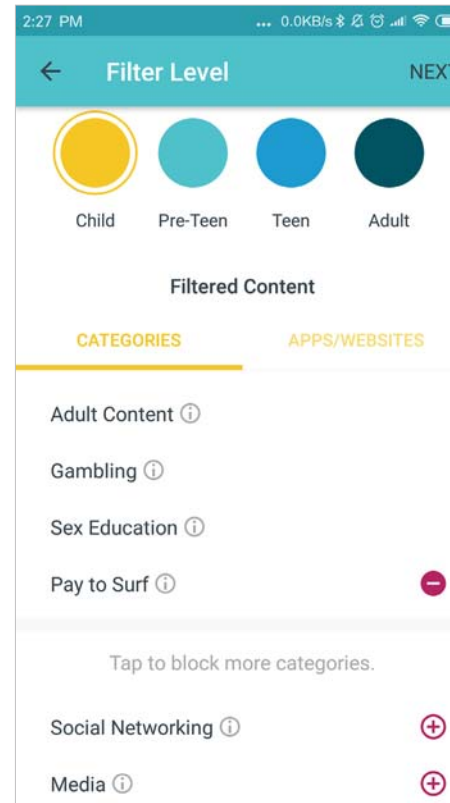 2:27 PM ... 0.0KB/s
Filter Level NEXT
Child Pre-Teen Teen Adult
Filtered Content
CATEGORIES APPS/WEBSITES
Adult Content
Gambling
Sex Education
Pay to Surf
Tap to block more categories.
Social Networking
Media